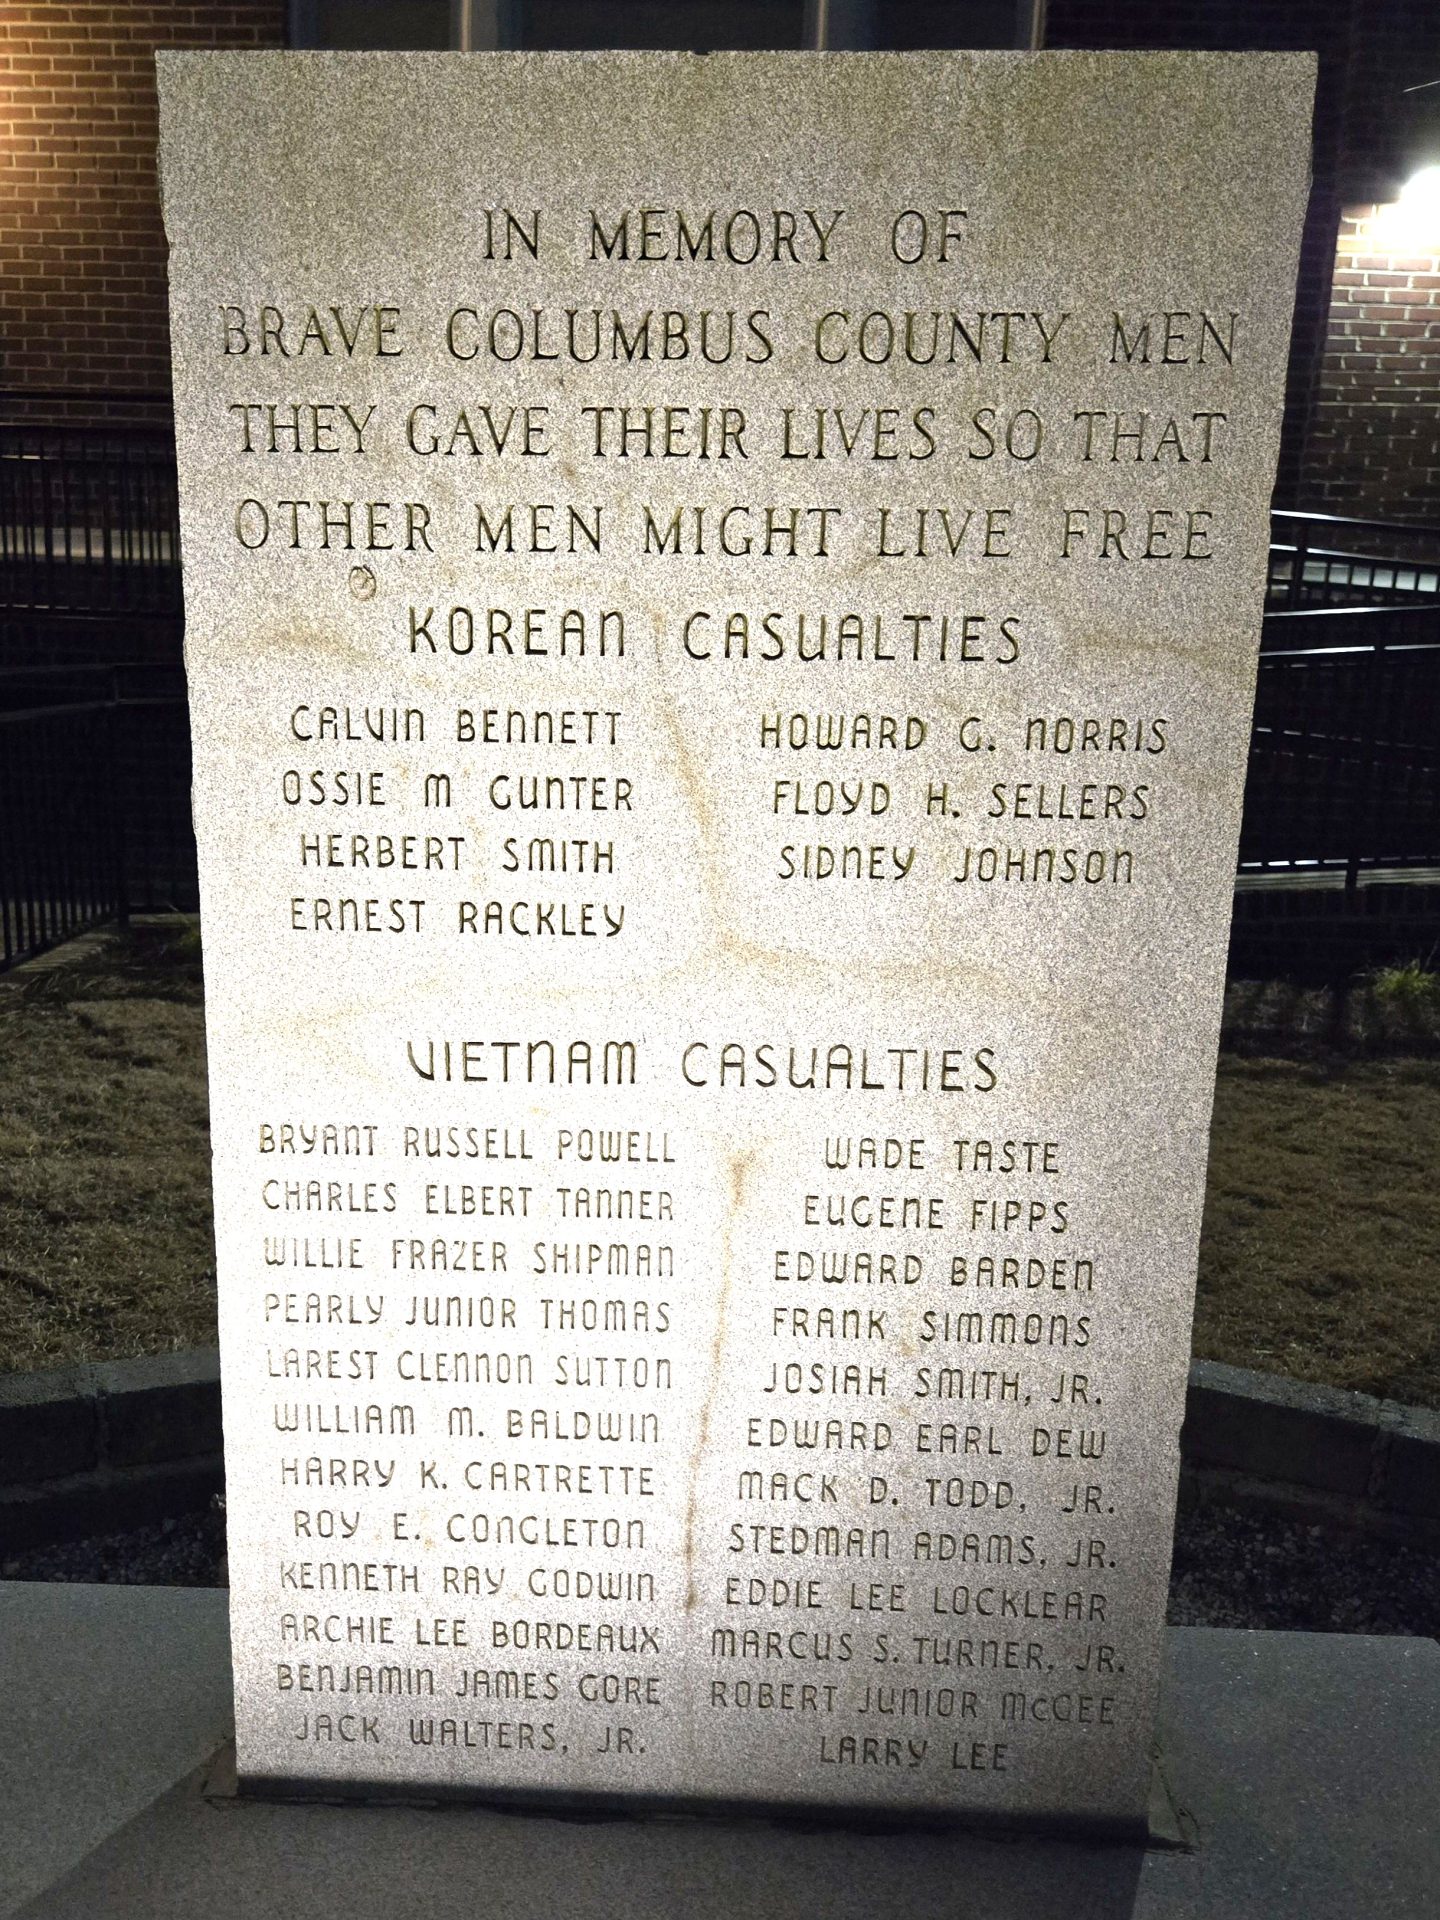 IN MEMORY OF
BRAVE COLUMBUS COUNTY MEN
THEY GAVE THEIR LIVES SO THAT
OTHER MEN MIGHT LIVE FREE
KOREAN CASUALTIES
CALVIN BENNETT
OSSIE M GUNTER
HERBERT SMITH
ERNEST RACKLEY
HOWARD G. NORRIS
FLOYD H. SELLERS
SIDNEY JOHNSON
VIETNAM CASUALTIES
BRYANT RUSSELL POWELL
CHARLES ELBERT TANNER
WILLIE FRAZER SHIPMAN
PEARLY JUNIOR THOMAS
LAREST CLENNON SUTTON
WILLIAM M. BALDWIN
HARRY K. CARTRETTE
ROY E. CONGLETON
KENNETH RAY GODWIN
ARCHIE LEE BORDEAUX
BENJAMIN JAMES GORE
JACK WALTERS, JR.
WADE TASTE
EUGENE FIPPS
EDWARD BARDEN
FRANK SIMMONS
JOSIAH SMITH, JR.
EDWARD EARL DEW
MACK D. TODD, JR.
STEDMAN ADAMS, JR.
EDDIE LEE LOCKLEAR
MARCUS S. TURNER, JR.
ROBERT JUNIOR McGEE
LARRY LEE